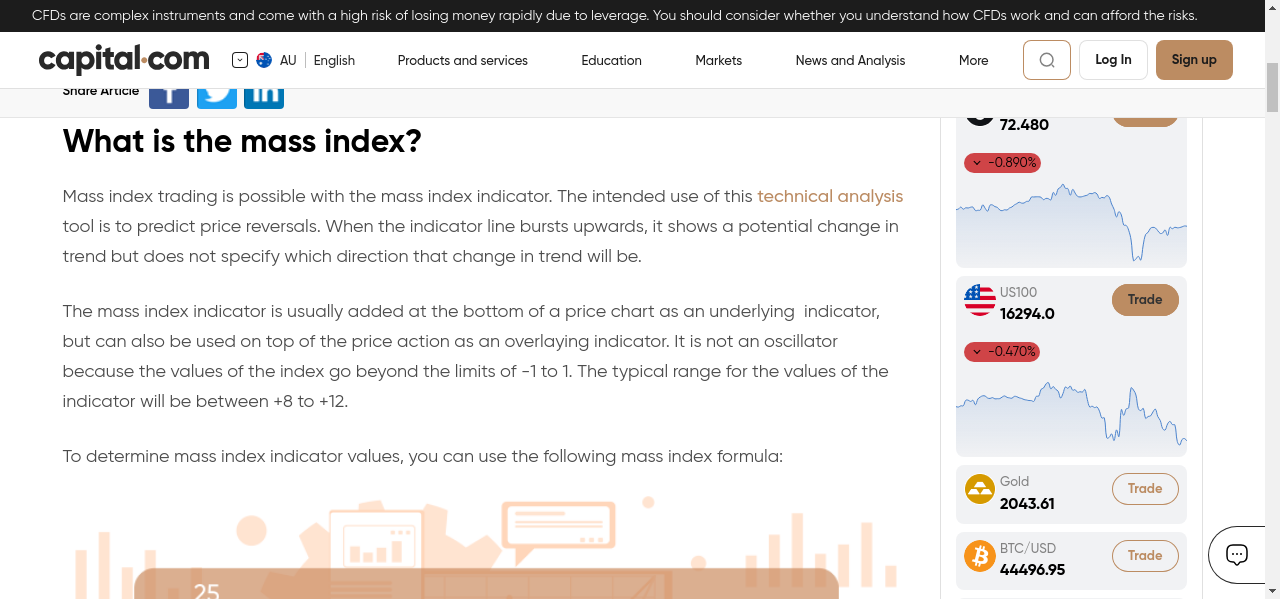 CFDs are complex instruments and come with a high risk of losing money rapidly due to leverage. You should consider whether you understand how CFDs work and can afford the risks.
capital.com
AU English
Products and services
Education
Markets
News and Analysis
More
Log In
Sign up
Share Article
What is the mass index?
Mass index trading is possible with the mass index indicator. The intended use of this technical analysis
tool is to predict price reversals. When the indicator line bursts upwards, it shows a potential change in
trend but does not specify which direction that change in trend will be.
The mass index indicator is usually added at the bottom of a price chart as an underlying  indicator,
but can also be used on top of the price action as an overlaying indicator. It is not an oscillator
because the values of the index go beyond the limits of -1 to 1. The typical range for the values of the
indicator will be between +8 to +12.
To determine mass index indicator values, you can use the following mass index formula:
25
72.480
-0.890%
US100
16294.0
Trade
-0.470%
Gold
2043.61
Trade
BTC/USD
44496.95
Trade